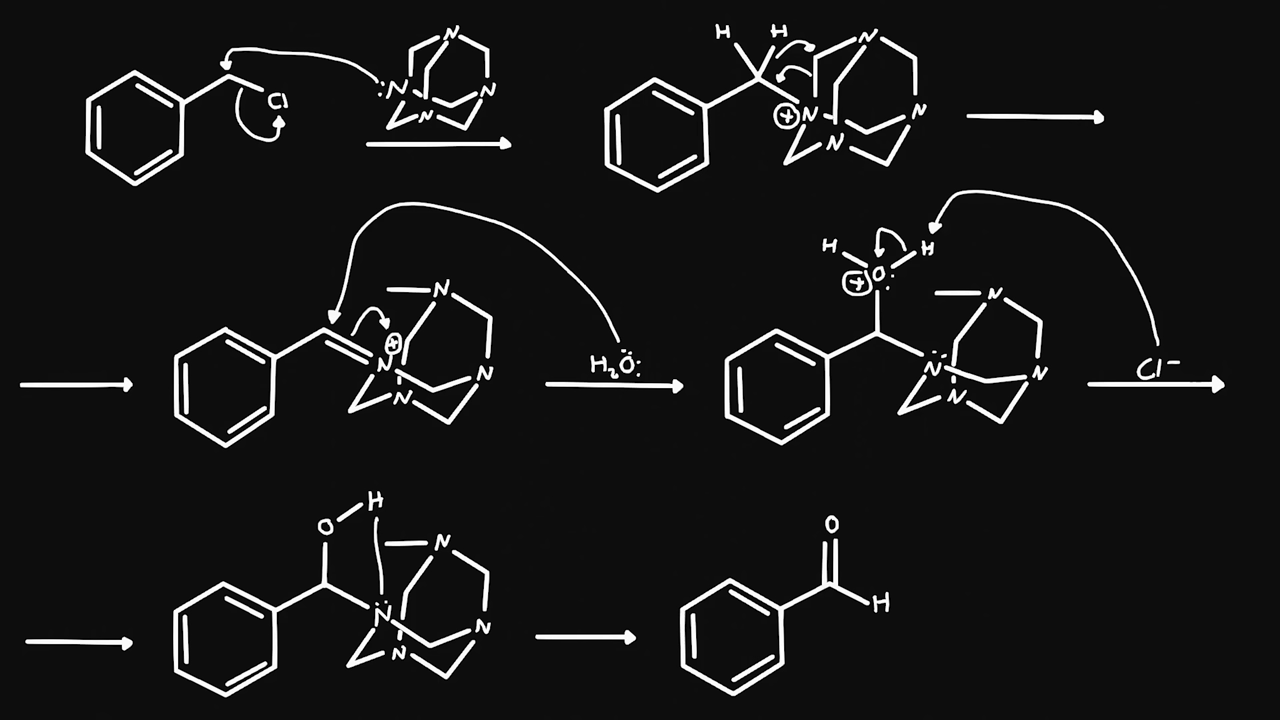 Cl :N N N N
H H ⊕ N N N N
N ⊕ N N N H₂Ö:
H H ⊕ O: N N̈ N N Cl⁻
O H N N̈ N N
O H